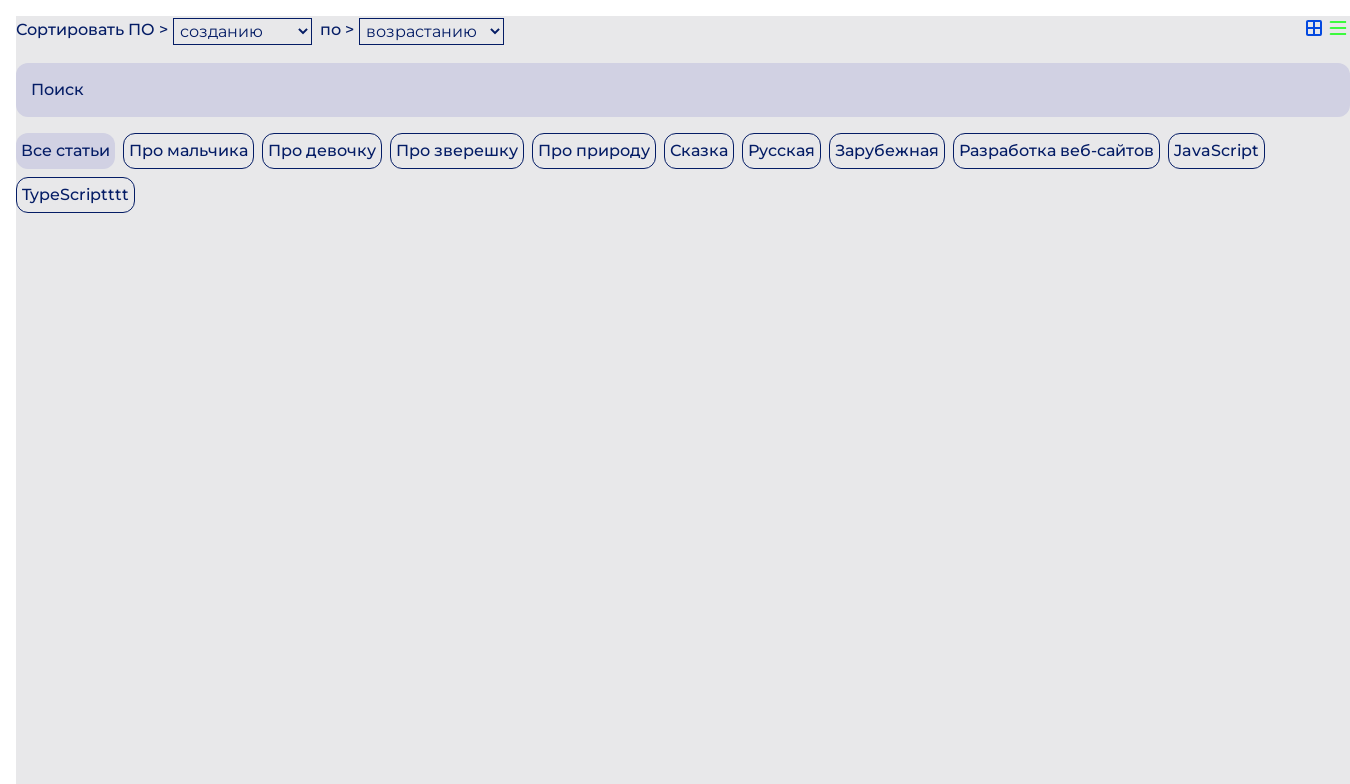 Сортировать ПО > созданию по > возрастанию
Поиск
Все статьи Про мальчика Про девочку Про зверешку Про природу Сказка Русская Зарубежная Разработка веб-сайтов JavaScript
TypeScriptttt